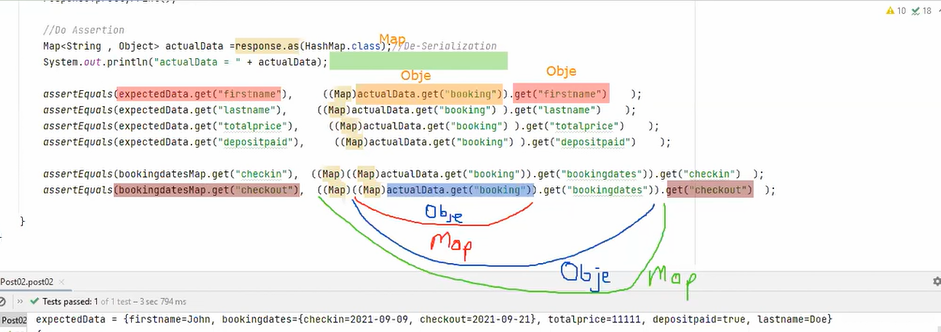 10 18
//Do Assertion
Map
Map<String , Object> actualData =response.as(HashMap.class);//De-Serialization
System.out.println("actualData = " + actualData);
Obje Obje
assertEquals(expectedData.get("firstname"), ((Map)actualData.get("booking")).get("firstname") );
assertEquals(expectedData.get("lastname"), ((Map)actualData.get("booking") ).get("lastname") );
assertEquals(expectedData.get("totalprice"), ((Map)actualData.get("booking") ).get("totalprice") );
assertEquals(expectedData.get("depositpaid"), ((Map)actualData.get("booking") ).get("depositpaid") );
assertEquals(bookingdatesMap.get("checkin"), ((Map)((Map)actualData.get("booking")).get("bookingdates")).get("checkin") );
assertEquals(bookingdatesMap.get("checkout"), ((Map)((Map)actualData.get("booking")).get("bookingdates")).get("checkout") );
Obje
}
Map
Obje Map
Post02.post02
Tests passed: 1 of 1 test – 3 sec 794 ms
Post02 expectedData = {firstname=John, bookingdates={checkin=2021-09-09, checkout=2021-09-21}, totalprice=11111, depositpaid=true, lastname=Doe}